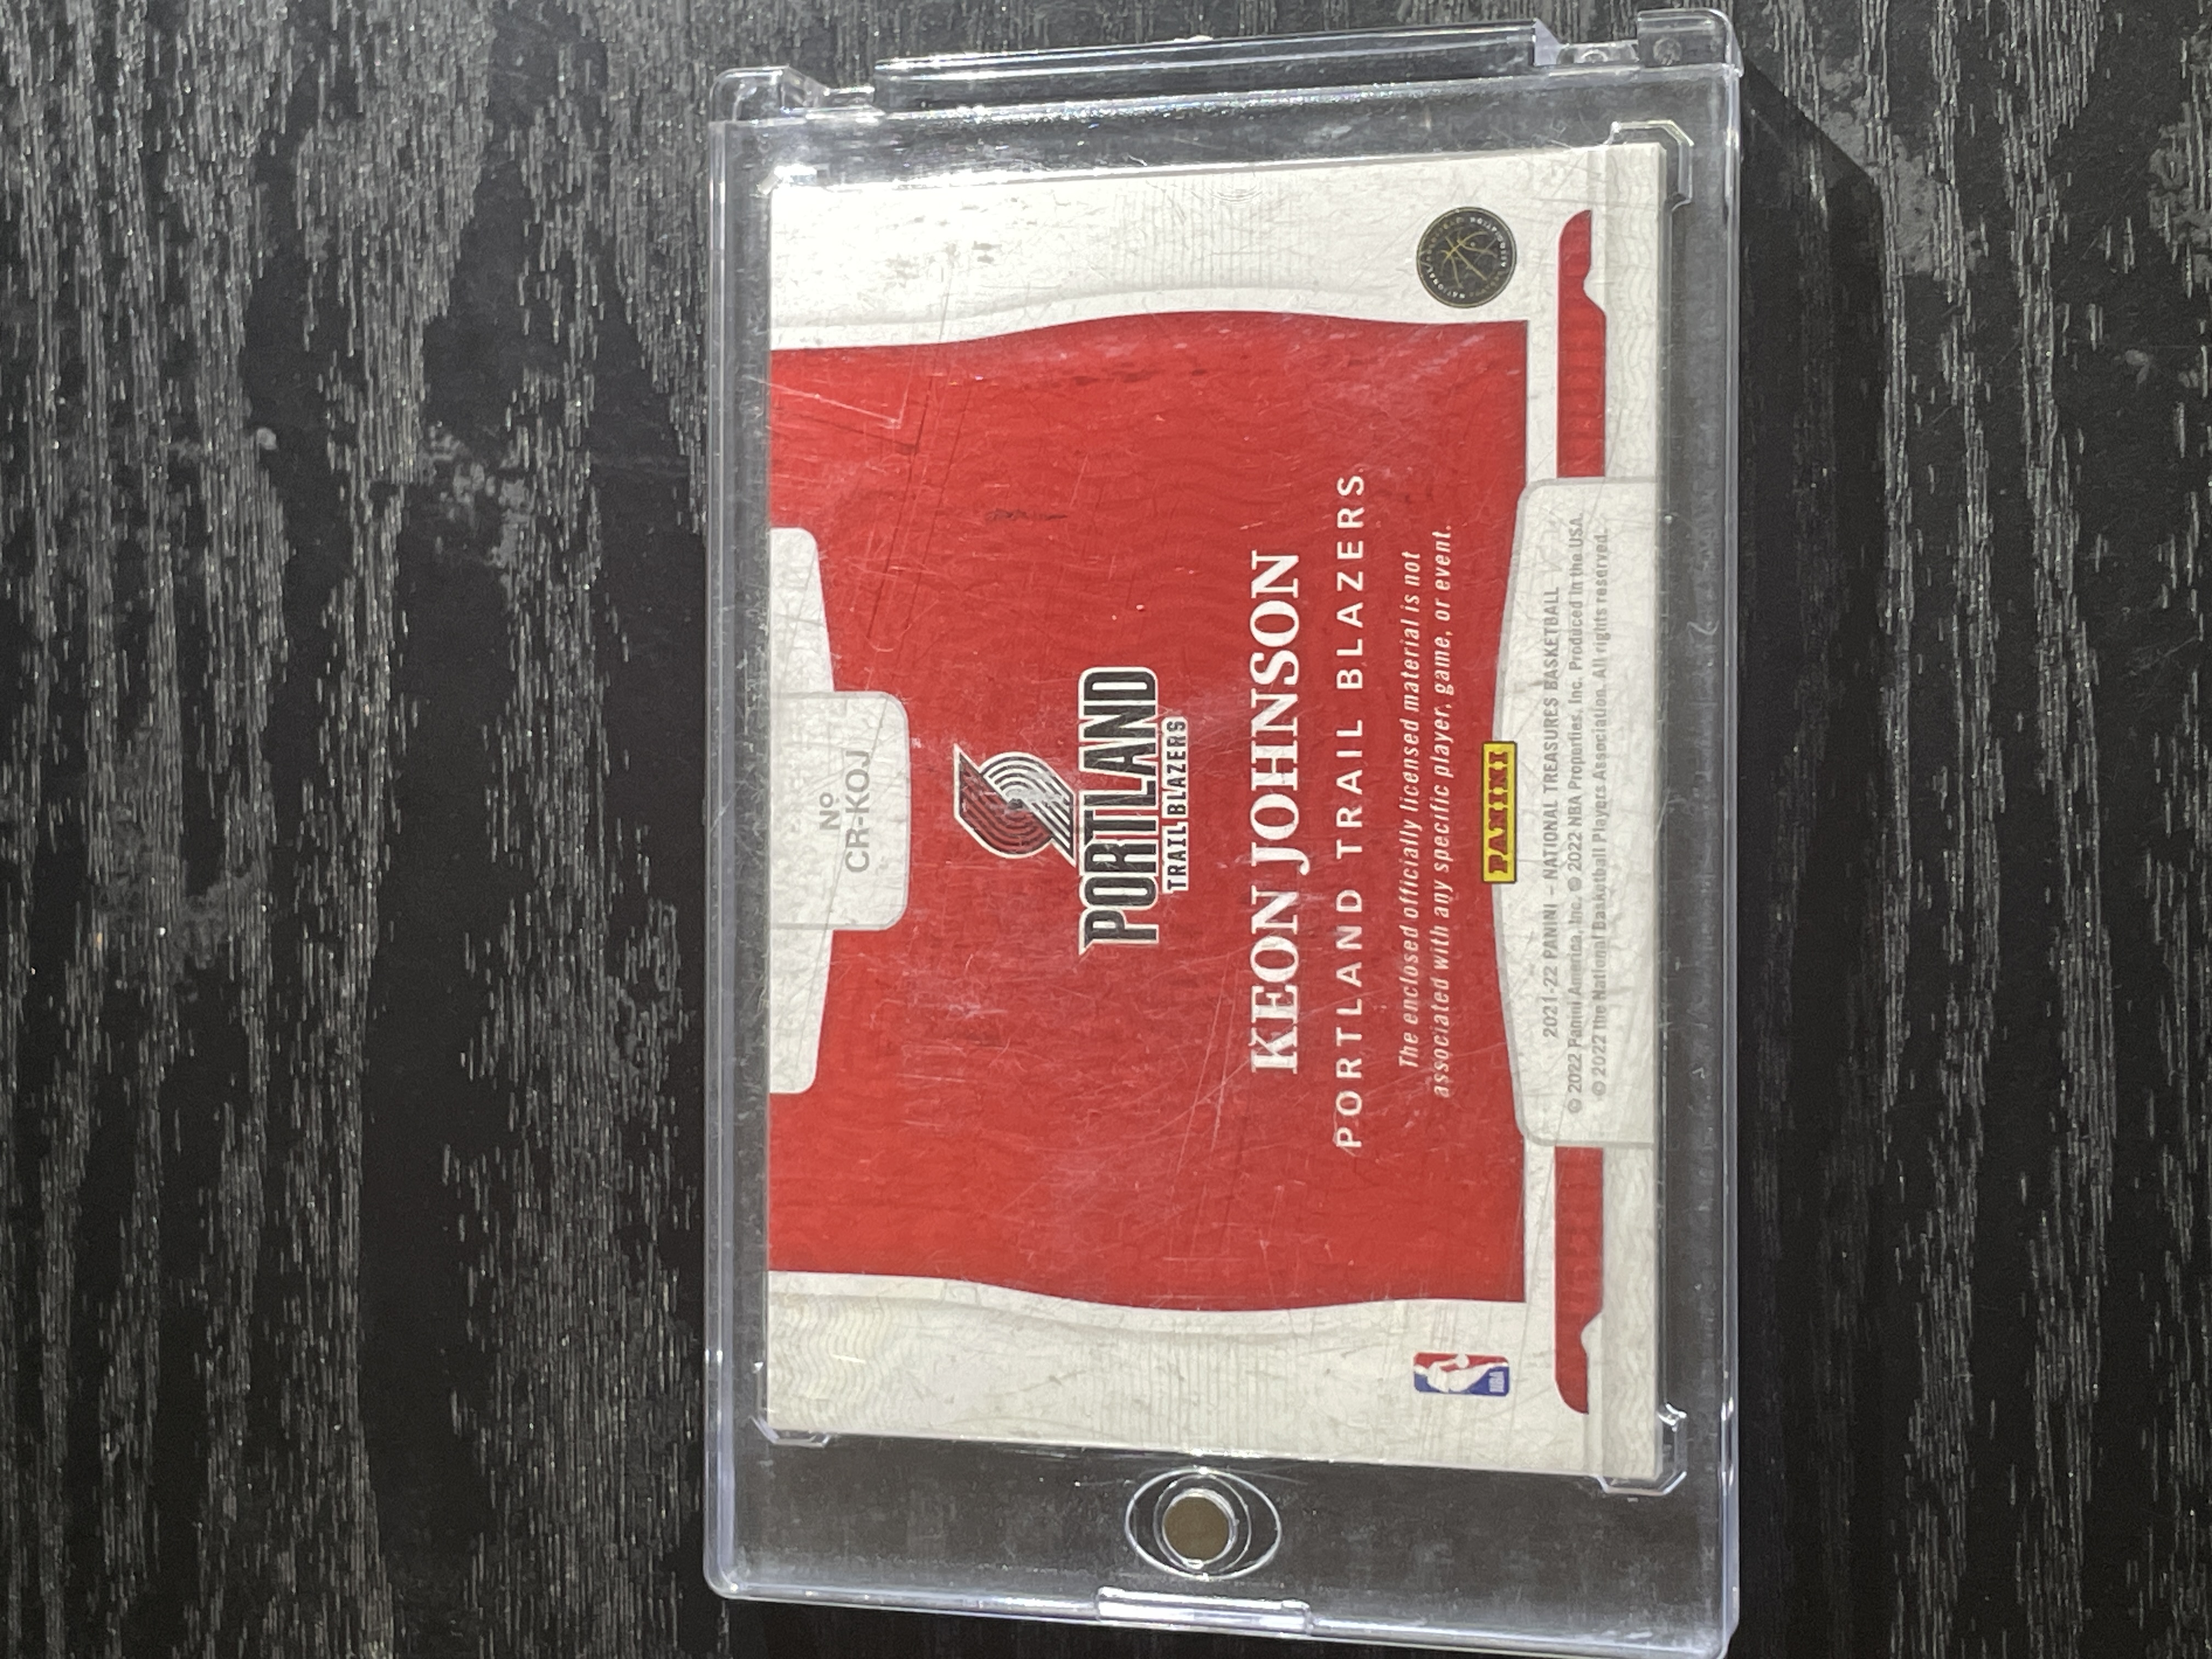 Nº
CR-KOJ
PORTLAND
TRAIL BLAZERS
KEON JOHNSON
PORTLAND TRAIL BLAZERS
The enclosed officially licensed material is not
associated with any specific player, game, or event.
PANINI
2021-22 PANINI – NATIONAL TREASURES BASKETBALL
© 2022 Panini America, Inc. © 2022 NBA Properties, Inc. Produced in the USA.
© 2022 The National Basketball Players Association. All rights reserved.
NBA